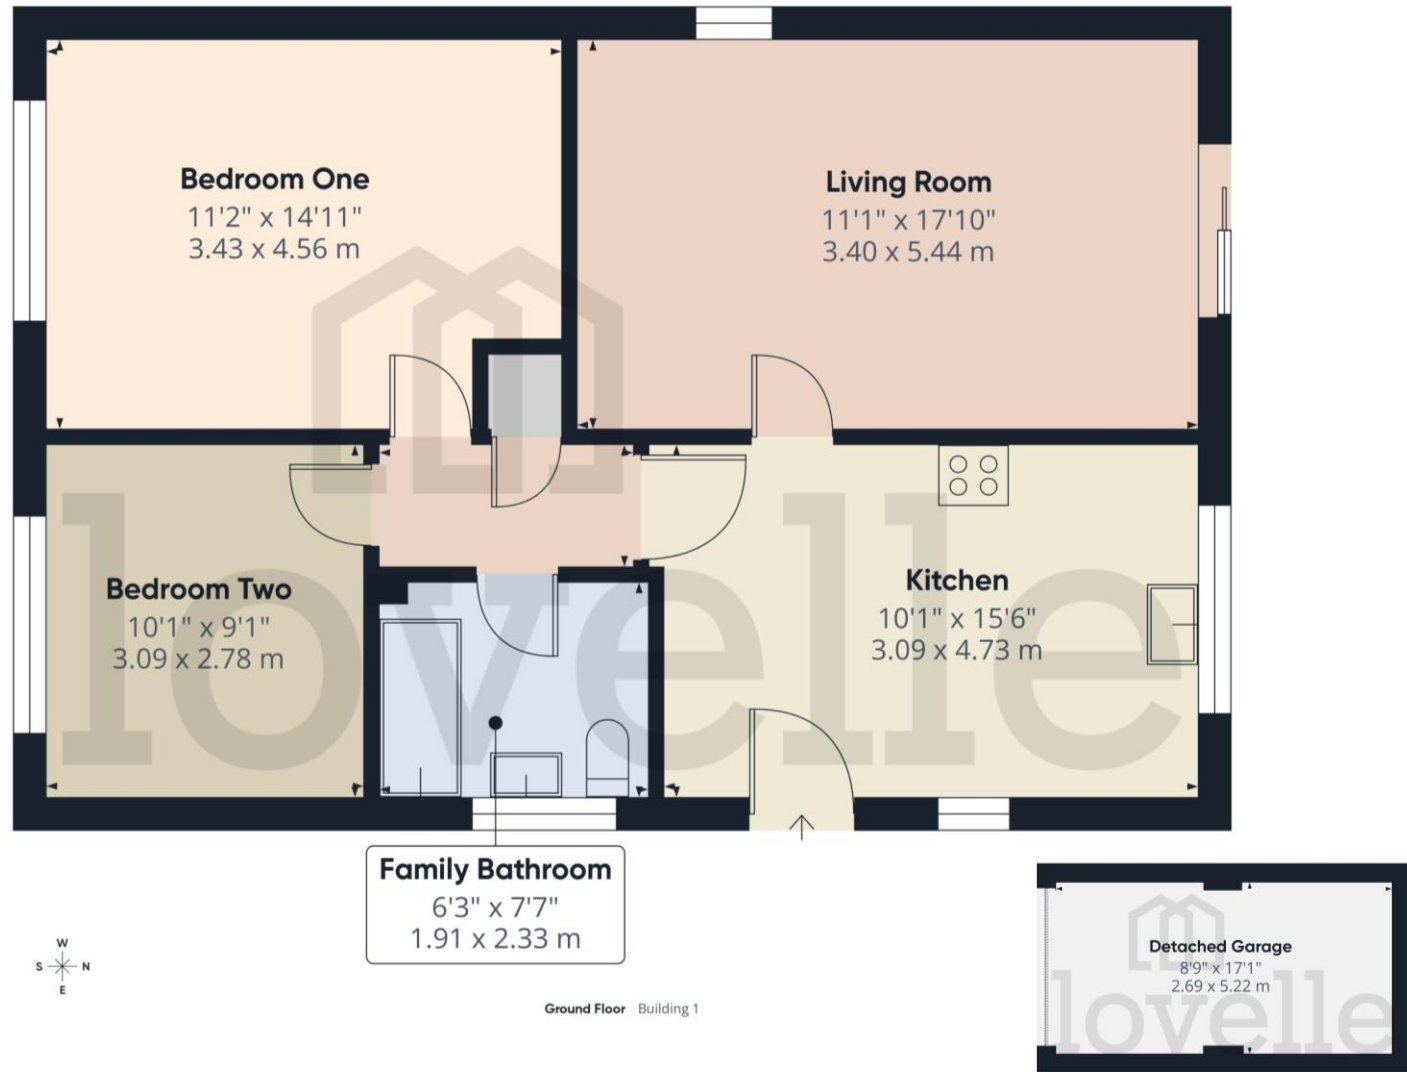 Bedroom One
11'2" x 14'11"
3.43 x 4.56 m
Living Room
11'1" x 17'10"
3.40 x 5.44 m
Bedroom Two
10'1" x 9'1"
3.09 x 2.78 m
Kitchen
10'1" x 15'6"
3.09 x 4.73 m
lovelle
Family Bathroom
6'3" x 7'7"
1.91 x 2.33 m
W
S N
E
Ground Floor Building 1
Detached Garage
8'9" x 17'1"
2.69 x 5.22 m
lovelle